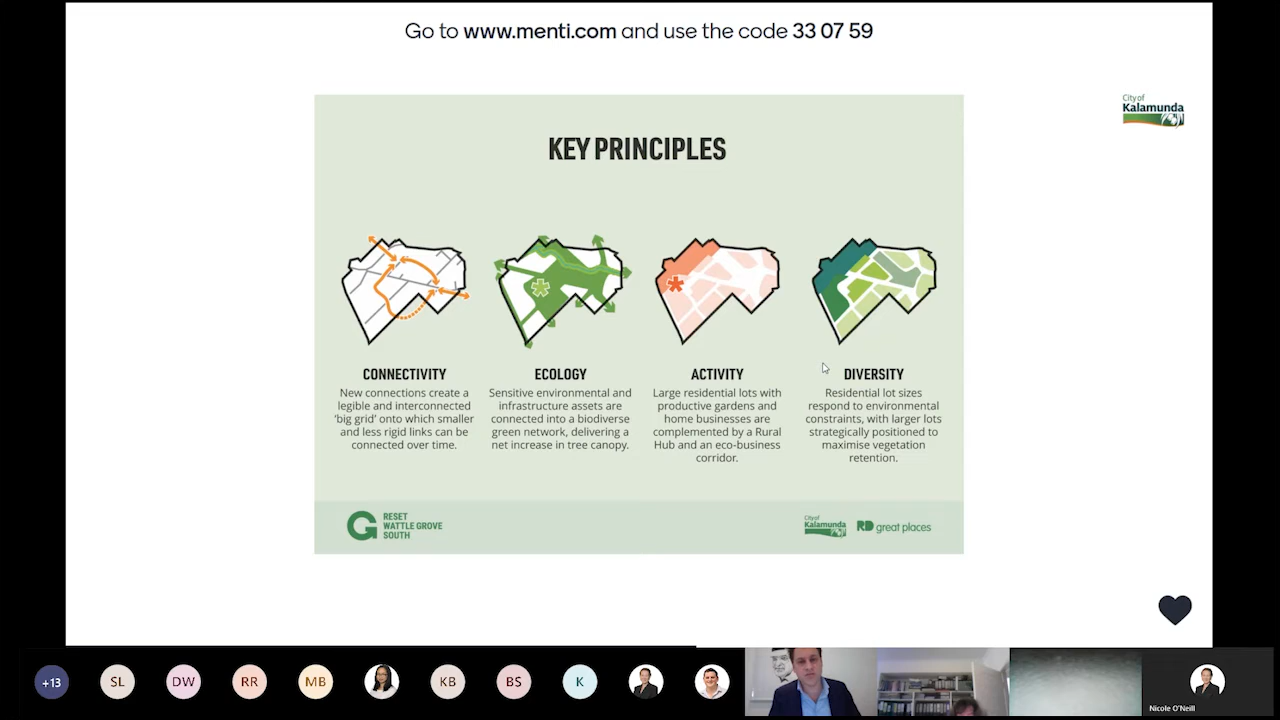 Go to www.menti.com and use the code 33 07 59
City of
Kalamunda
KEY PRINCIPLES
CONNECTIVITY
New connections create a
legible and interconnected
'big grid' onto which smaller
and less rigid links can be
connected over time.
ECOLOGY
Sensitive environmental and
infrastructure assets are
connected into a biodiverse
green network, delivering a
net increase in tree canopy.
ACTIVITY
Large residential lots with
productive gardens and
home businesses are
complemented by a Rural
Hub and an eco-business
corridor.
DIVERSITY
Residential lot sizes
respond to environmental
constraints, with larger lots
strategically positioned to
maximise vegetation
retention.
G RESET
WATTLE GROVE
SOUTH
City of
Kalamunda
RD great places
+13
SL
DW
RR
MB
KB
BS
K
Nicole O'Neill